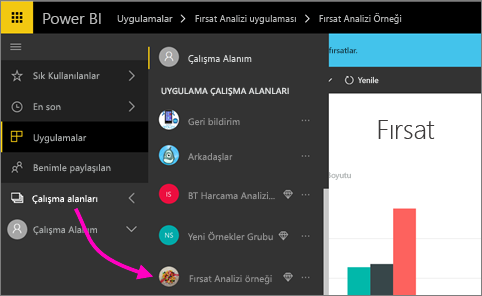 Power BI Uygulamalar > Fırsat Analizi uygulaması > Fırsat Analizi Örneği
Sık Kullanılanlar
En son
Uygulamalar
Benimle paylaşılan
Çalışma alanları
Çalışma Alanım
Çalışma Alanım
UYGULAMA ÇALIŞMA ALANLARI
Geri bildirim
Arkadaşlar
IS BT Harcama Analizi...
NS Yeni Örnekler Grubu
Fırsat Analizi örneği
fırsatlar.
Yenile
Fırsat